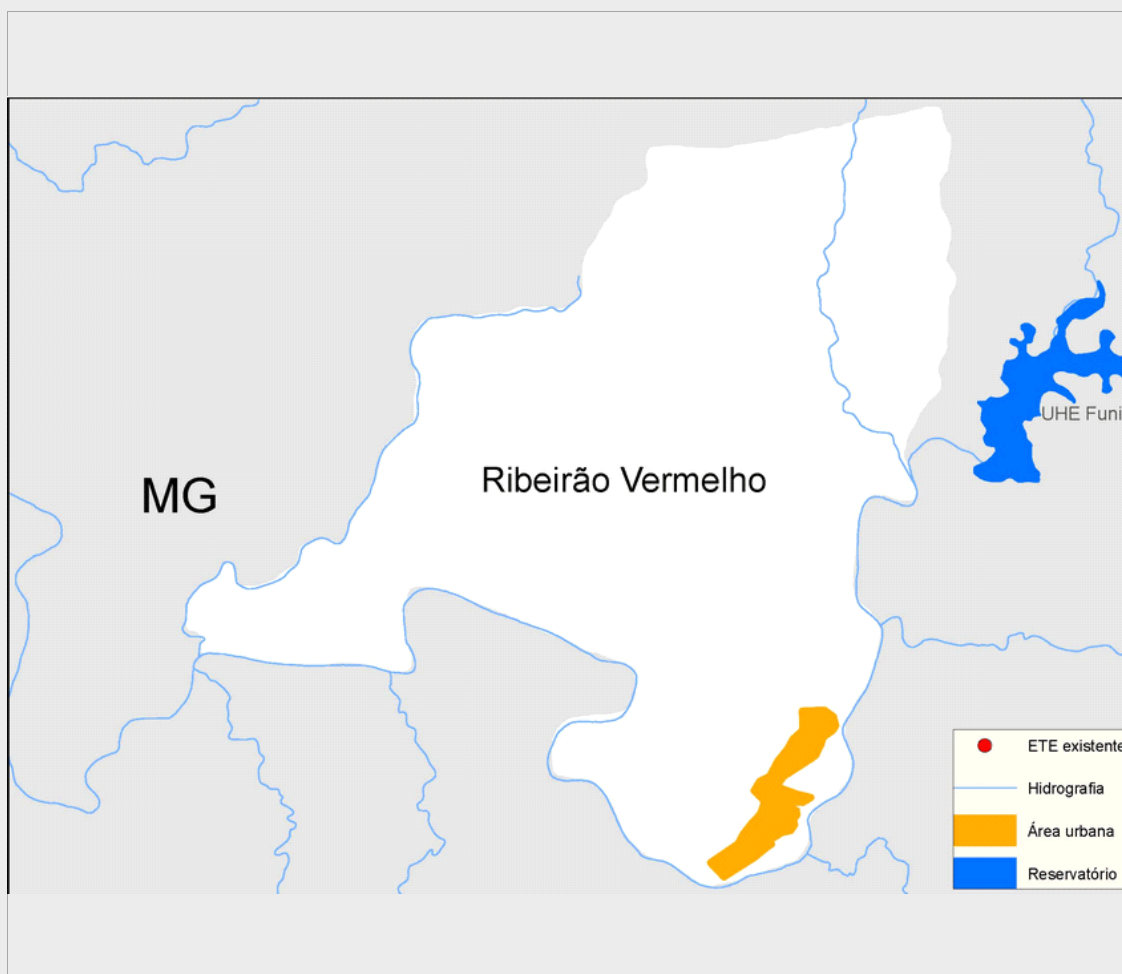 UHE Funi
Ribeirão Vermelho
MG
ETE existente
Hidrografia
Área urbana
Reservatório